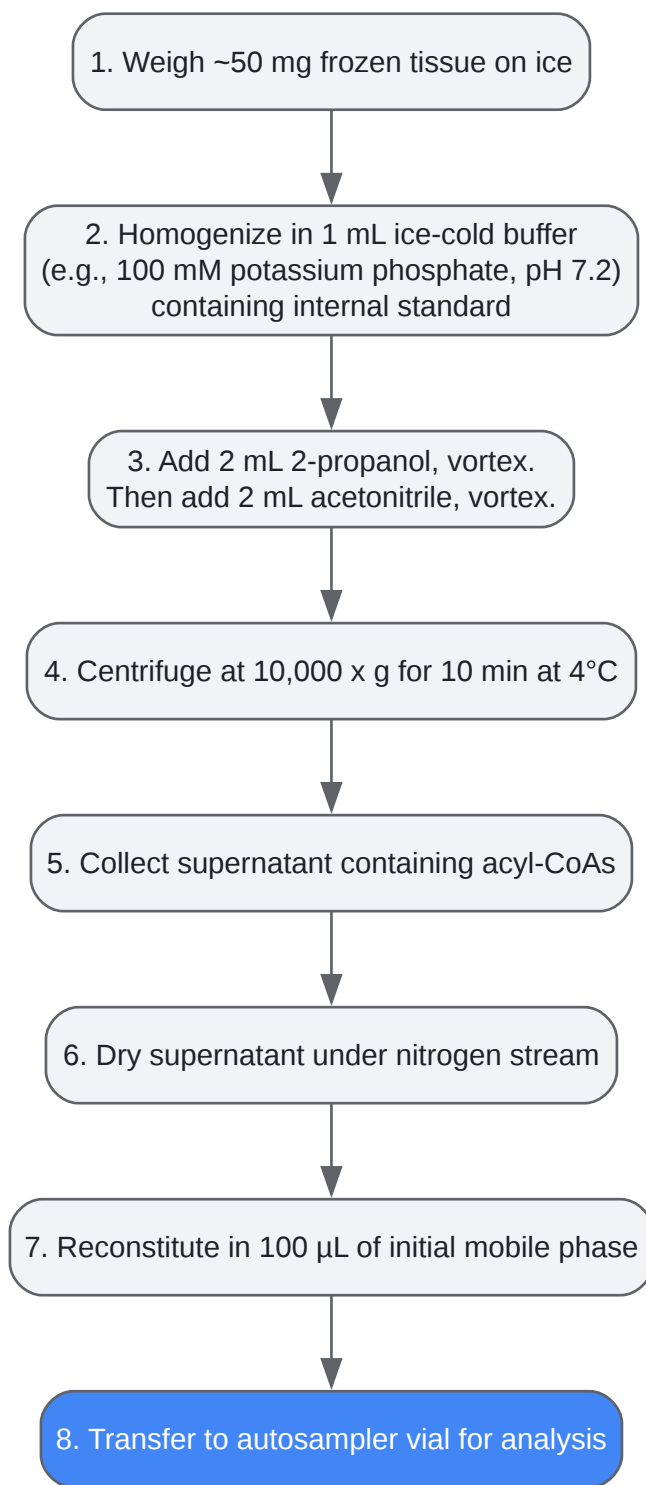 1. Weigh ~50 mg frozen tissue on ice
2. Homogenize in 1 mL ice-cold buffer
(e.g., 100 mM potassium phosphate, pH 7.2)
containing internal standard
3. Add 2 mL 2-propanol, vortex.
Then add 2 mL acetonitrile, vortex.
4. Centrifuge at 10,000 x g for 10 min at 4°C
5. Collect supernatant containing acyl-CoAs
6. Dry supernatant under nitrogen stream
7. Reconstitute in 100 µL of initial mobile phase
8. Transfer to autosampler vial for analysis